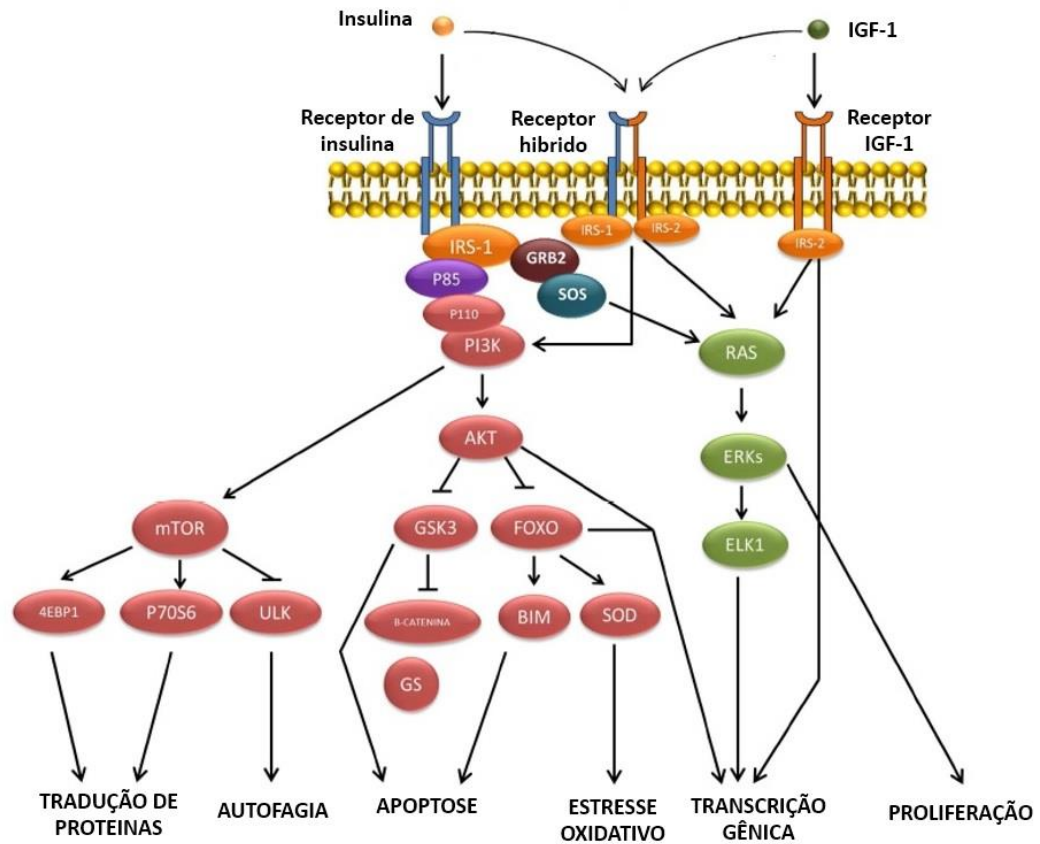 Insulina
IGF-1
Receptor de
insulina
Receptor
hibrido
Receptor
IGF-1
IRS-1
IRS-2
IRS-2
IRS-1
GRB2
P85
SOS
P110
PI3K
RAS
AKT
ERKs
mTOR
GSK3
FOXO
ELK1
4EBP1
P70S6
ULK
B-CATENINA
BIM
SOD
GS
TRADUÇÃO DE
PROTEINAS
AUTOFAGIA
APOPTOSE
ESTRESSE
OXIDATIVO
TRANSCRIÇÃO
GÊNICA
PROLIFERAÇÃO